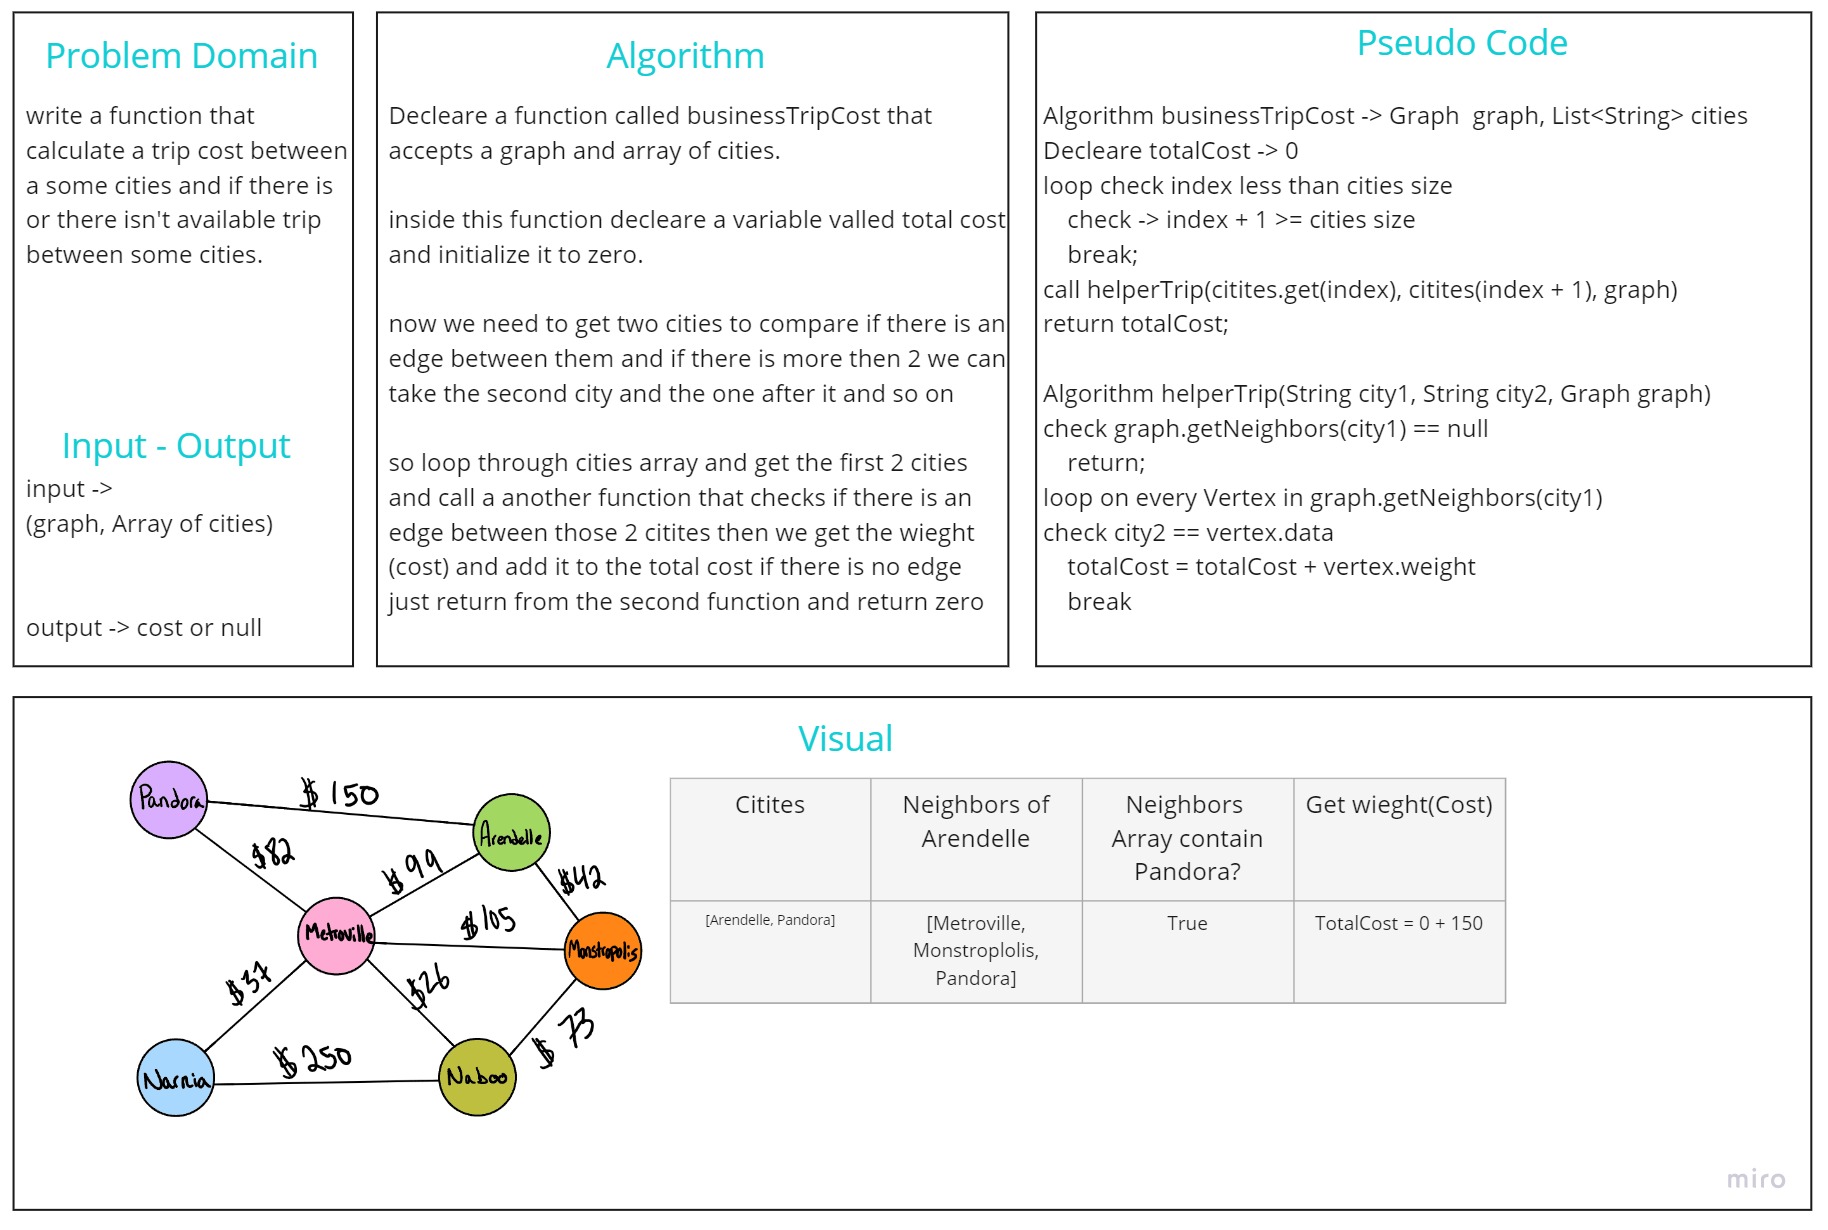 Problem Domain
write a function that
calculate a trip cost between
a some cities and if there is
or there isn't available trip
between some cities.
Input - Output
input ->
(graph, Array of cities)
output -> cost or null
Algorithm
Decleare a function called businessTripCost that
accepts a graph and array of cities.
inside this function decleare a variable valled total cost
and initialize it to zero.
now we need to get two cities to compare if there is an
edge between them and if there is more then 2 we can
take the second city and the one after it and so on
so loop through cities array and get the first 2 cities
and call a another function that checks if there is an
edge between those 2 citites then we get the wieght
(cost) and add it to the total cost if there is no edge
just return from the second function and return zero
Pseudo Code
Algorithm businessTripCost -> Graph  graph, List<String> cities
Decleare totalCost -> 0
loop check index less than cities size
check -> index + 1 >= cities size
break;
call helperTrip(citites.get(index), citites(index + 1), graph)
return totalCost;
Algorithm helperTrip(String city1, String city2, Graph graph)
check graph.getNeighbors(city1) == null
return;
loop on every Vertex in graph.getNeighbors(city1)
check city2 == vertex.data
totalCost = totalCost + vertex.weight
break
Visual
Pandora
$ 150
Arendelle
$82
$99
$42
Metroville
$105
Monstropolis
$37
$26
$ 73
Narnia
$ 250
Naboo
Citites
Neighbors of
Arendelle
Neighbors
Array contain
Pandora?
Get wieght(Cost)
[Arendelle, Pandora]
[Metroville,
Monstroplolis,
Pandora]
True
TotalCost = 0 + 150
miro